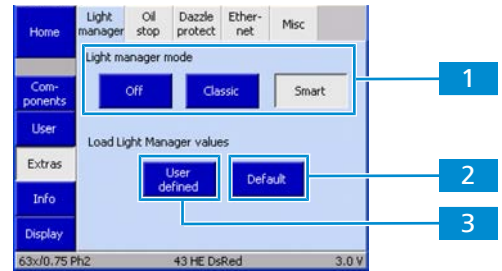 Home
Light manager
Oil stop
Dazzle protect
Ether-net
Misc
Light manager mode
Off
Classic
Smart
1
Com-
ponents
User
Load Light Manager values
Extras
User
defined
Default
2
Info
3
Display
63x/0.75 Ph2
43 HE DsRed
3.0 V